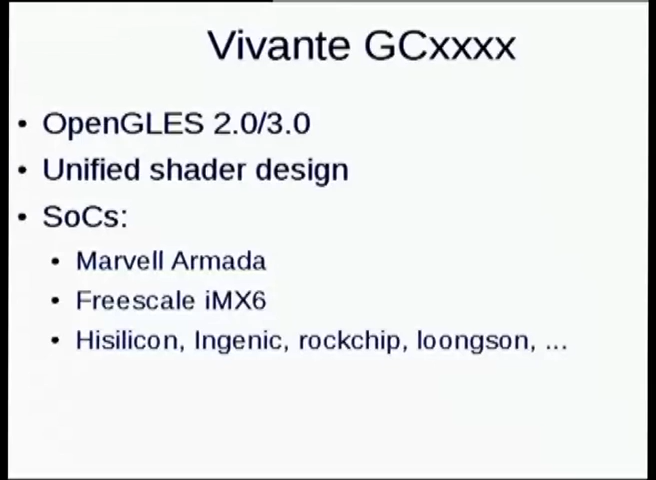 Vivante GCxxxx
• OpenGLES 2.0/3.0
• Unified shader design
• SoCs:
• Marvell Armada
• Freescale iMX6
• Hisilicon, Ingenic, rockchip, loongson, ...